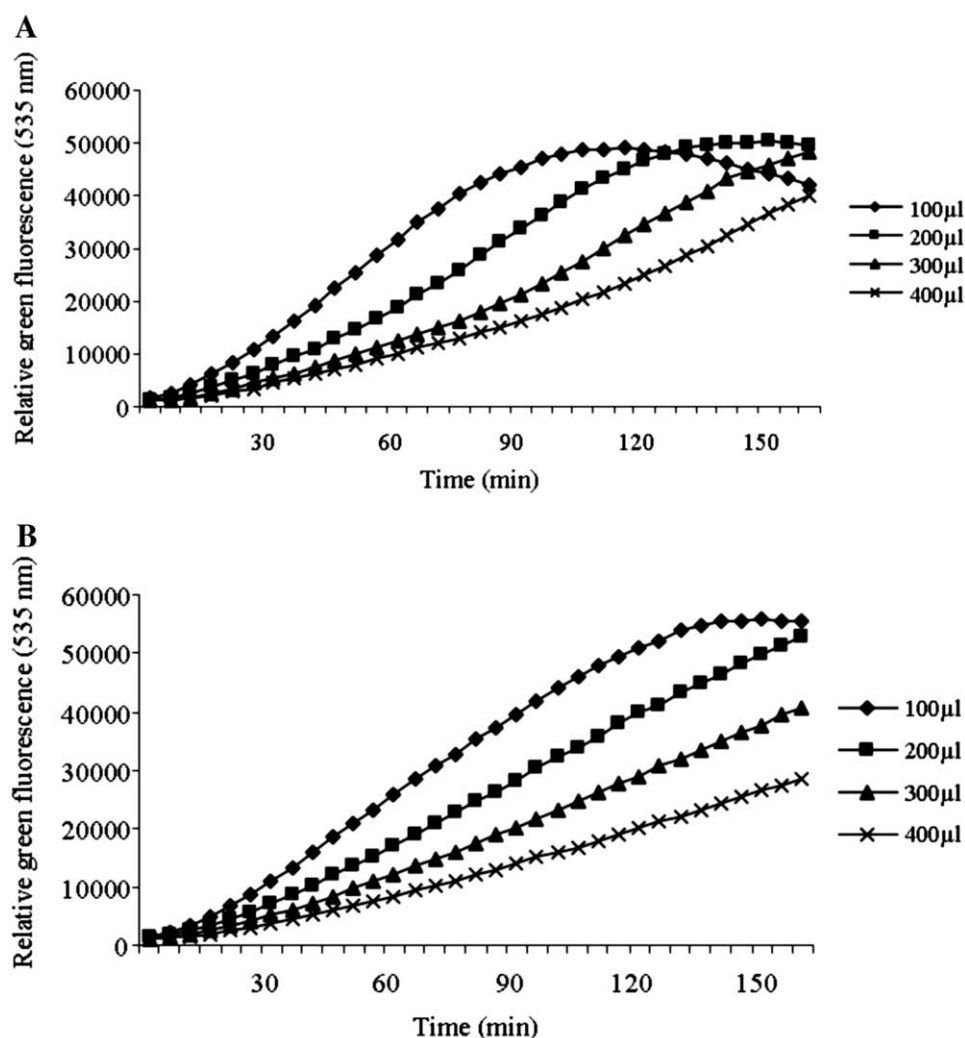 A
Relative green fluorescence (535 nm)
60000
50000
40000
30000
20000
10000
0
30 60 90 120 150
Time (min)
100µl
200µl
300µl
400µl
B
Relative green fluorescence (535 nm)
60000
50000
40000
30000
20000
10000
0
30 60 90 120 150
Time (min)
100µl
200µl
300µl
400µl